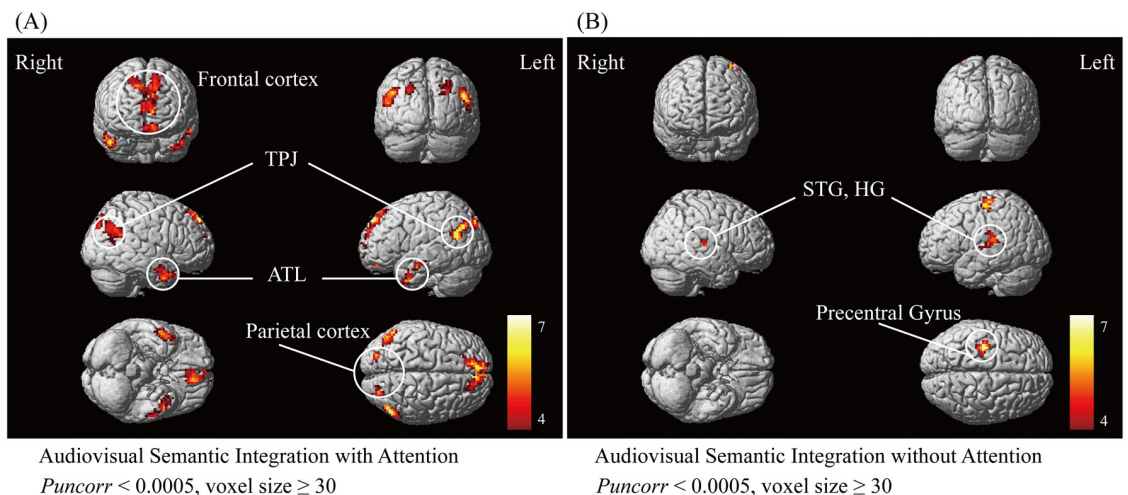 (A)
Right
Left
Frontal cortex
TPJ
ATL
Parietal cortex
7
4
Audiovisual Semantic Integration with Attention
Puncorr < 0.0005, voxel size ≥ 30
(B)
Right
Left
STG, HG
Precentral Gyrus
7
4
Audiovisual Semantic Integration without Attention
Puncorr < 0.0005, voxel size ≥ 30